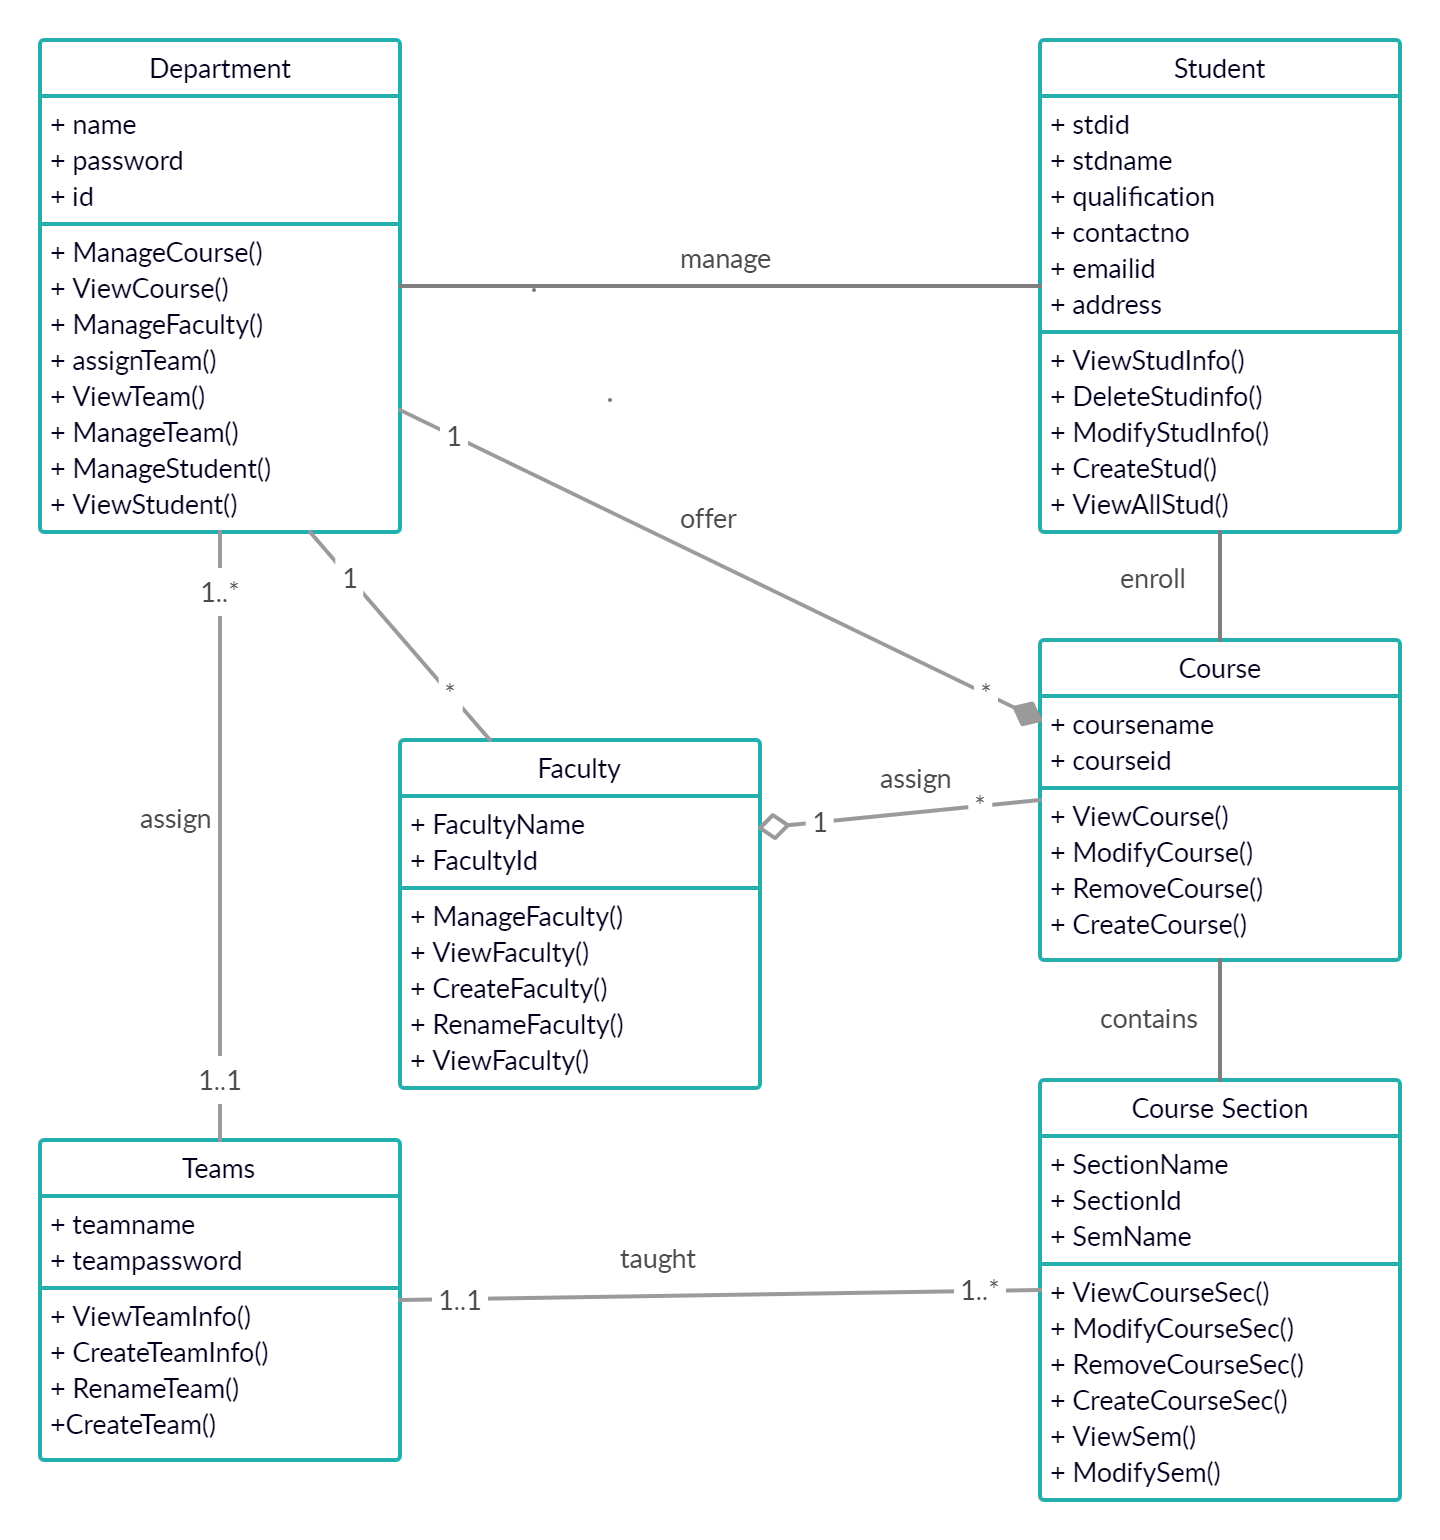 Department
+ name
+ password
+ id
+ ManageCourse()
+ ViewCourse()
+ ManageFaculty()
+ assignTeam()
+ ViewTeam()
+ ManageTeam()
+ ManageStudent()
+ ViewStudent()
manage
Student
+ stdid
+ stdname
+ qualification
+ contactno
+ emailid
+ address
+ ViewStudInfo()
+ DeleteStudinfo()
+ ModifyStudInfo()
+ CreateStud()
+ ViewAllStud()
1
offer
*
1..*
1
*
enroll
Course
+ coursename
+ courseid
+ ViewCourse()
+ ModifyCourse()
+ RemoveCourse()
+ CreateCourse()
Faculty
+ FacultyName
+ FacultyId
+ ManageFaculty()
+ ViewFaculty()
+ CreateFaculty()
+ RenameFaculty()
+ ViewFaculty()
assign
1
*
assign
1..1
contains
Teams
+ teamname
+ teampassword
+ ViewTeamInfo()
+ CreateTeamInfo()
+ RenameTeam()
+CreateTeam()
taught
1..1
1..*
Course Section
+ SectionName
+ SectionId
+ SemName
+ ViewCourseSec()
+ ModifyCourseSec()
+ RemoveCourseSec()
+ CreateCourseSec()
+ ViewSem()
+ ModifySem()